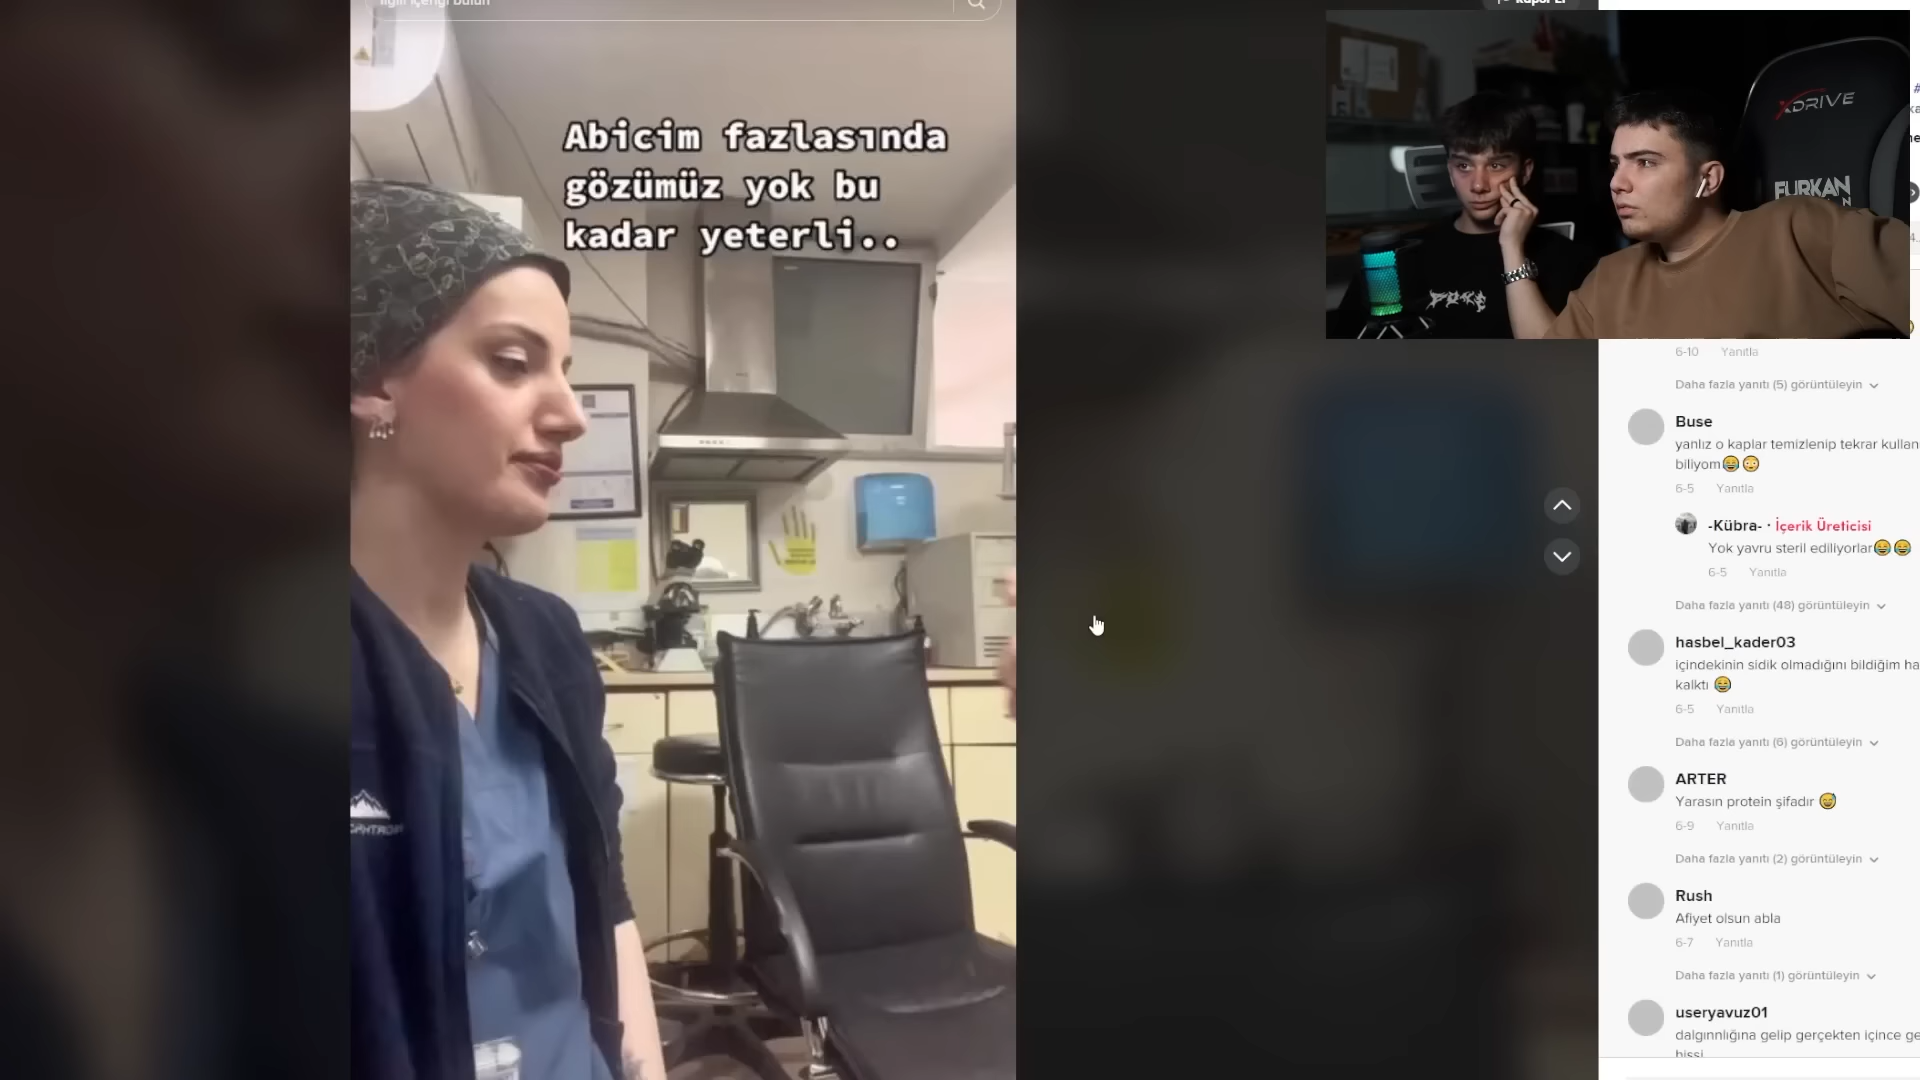 Abicim fazlasında
gözümüz yok bu
kadar yeterli..
XDRIVE
FURKAN
6-10 Yanıtla
Daha fazla yanıtı (5) görüntüleyin
Buse
yanlız o kaplar temizlenip tekrar kullan
biliyom😂😳
6-5 Yanıtla
-Kübra- · İçerik Üreticisi
Yok yavru steril ediliyorlar😂😂
6-5 Yanıtla
Daha fazla yanıtı (48) görüntüleyin
hasbel_kader03
içindekinin sidik olmadığını bildiğim ha
kalktı 😂
6-5 Yanıtla
Daha fazla yanıtı (6) görüntüleyin
ARTER
Yarasın protein şifadır 😅
6-9 Yanıtla
Daha fazla yanıtı (2) görüntüleyin
Rush
Afiyet olsun abla
6-7 Yanıtla
Daha fazla yanıtı (1) görüntüleyin
useryavuz01
dalgınnlığına gelip gerçekten içince ge
hissi